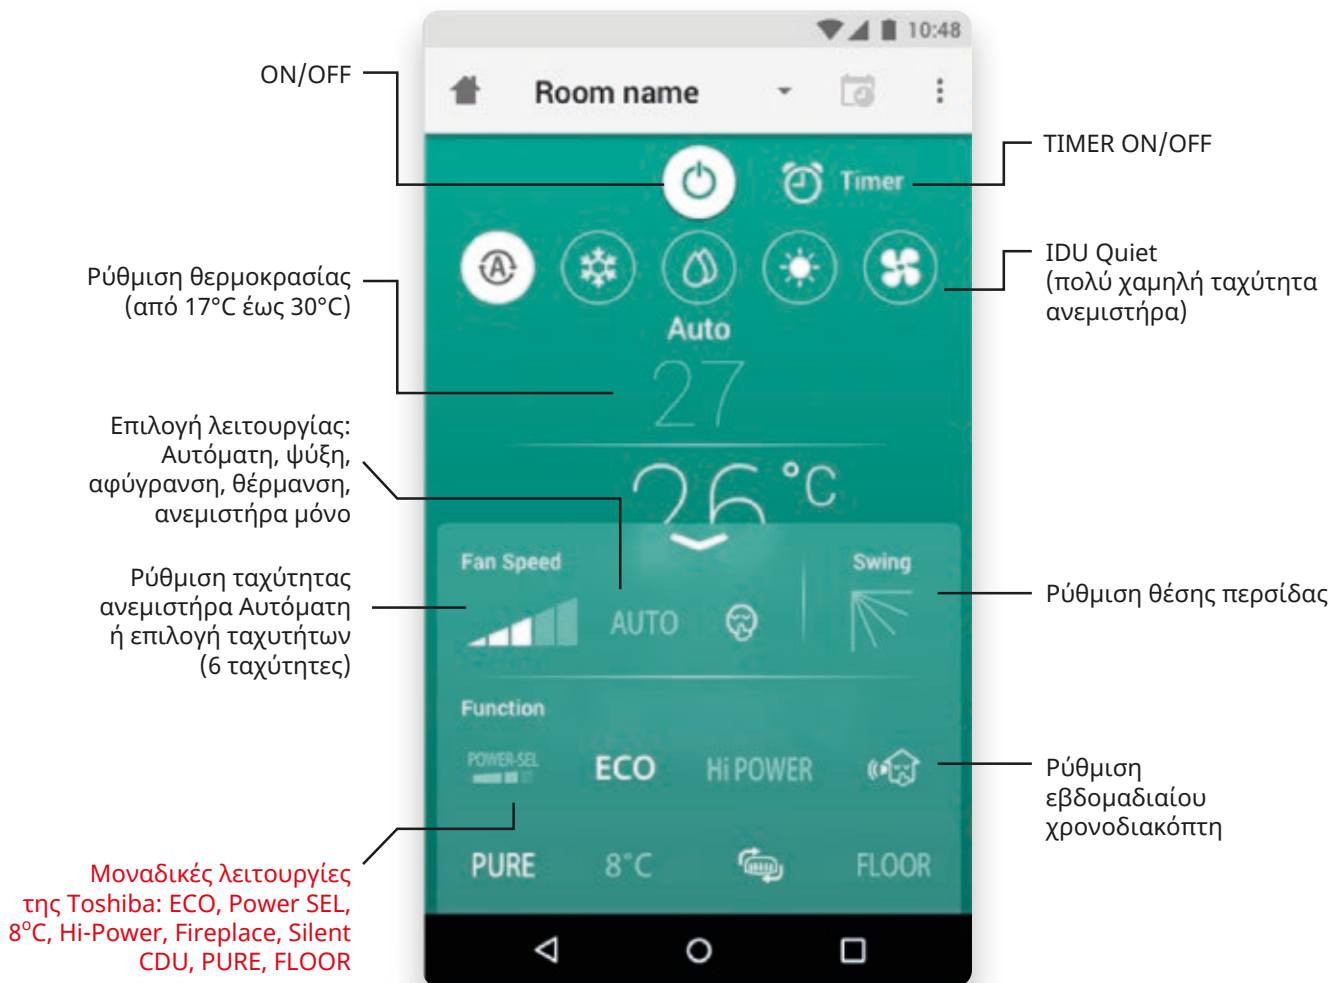 10:48
Room name
ON/OFF
TIMER ON/OFF
Timer
A
IDU Quiet
(πολύ χαμηλή ταχύτητα
ανεμιστήρα)
Ρύθμιση θερμοκρασίας
(από 17°C έως 30°C)
Auto
27
26 °C
Επιλογή λειτουργίας:
Αυτόματη, ψύξη,
αφύγρανση, θέρμανση,
ανεμιστήρα μόνο
Fan Speed
Swing
AUTO
Ρύθμιση ταχύτητας
ανεμιστήρα Αυτόματη
ή επιλογή ταχυτήτων
(6 ταχύτητες)
Ρύθμιση θέσης περσίδας
Function
POWER-SEL
ECO
Hi POWER
Ρύθμιση
εβδομαδιαίου
χρονοδιακόπτη
PURE
8°C
FLOOR
Μοναδικές λειτουργίες
της Toshiba: ECO, Power SEL,
8⁰C, Hi-Power, Fireplace, Silent
CDU, PURE, FLOOR